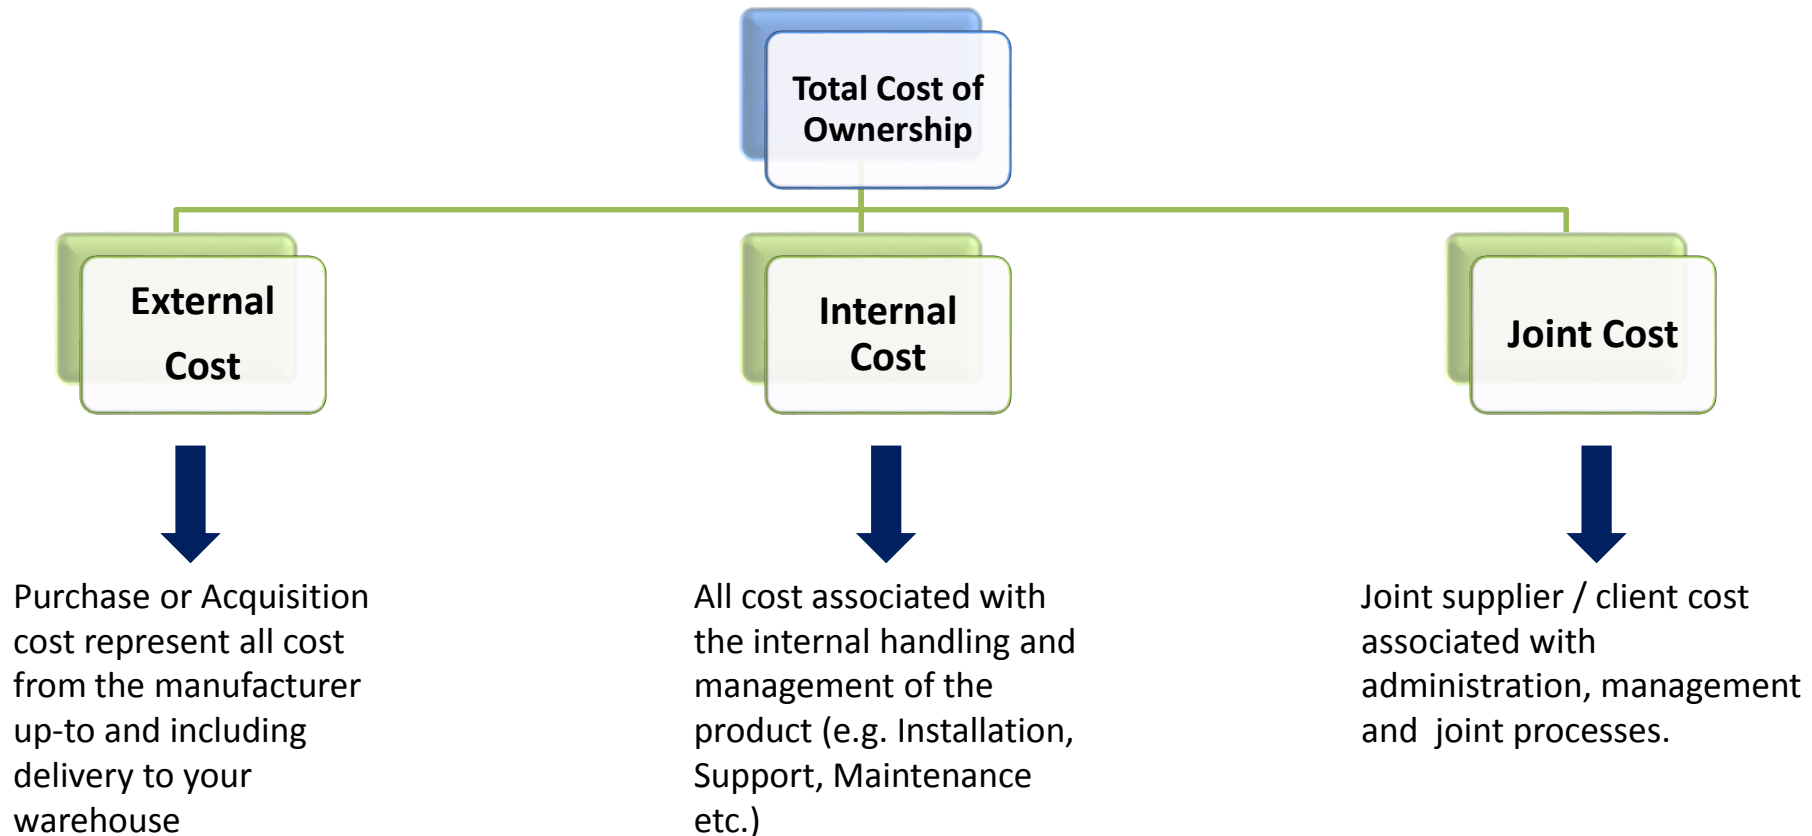 Total Cost of
Ownership
External
Cost
Internal
Cost
Joint Cost
Purchase or Acquisition
cost represent all cost
from the manufacturer
up-to and including
delivery to your
warehouse
All cost associated with
the internal handling and
management of the
product (e.g. Installation,
Support, Maintenance
etc.)
Joint supplier / client cost
associated with
administration, management
and  joint processes.